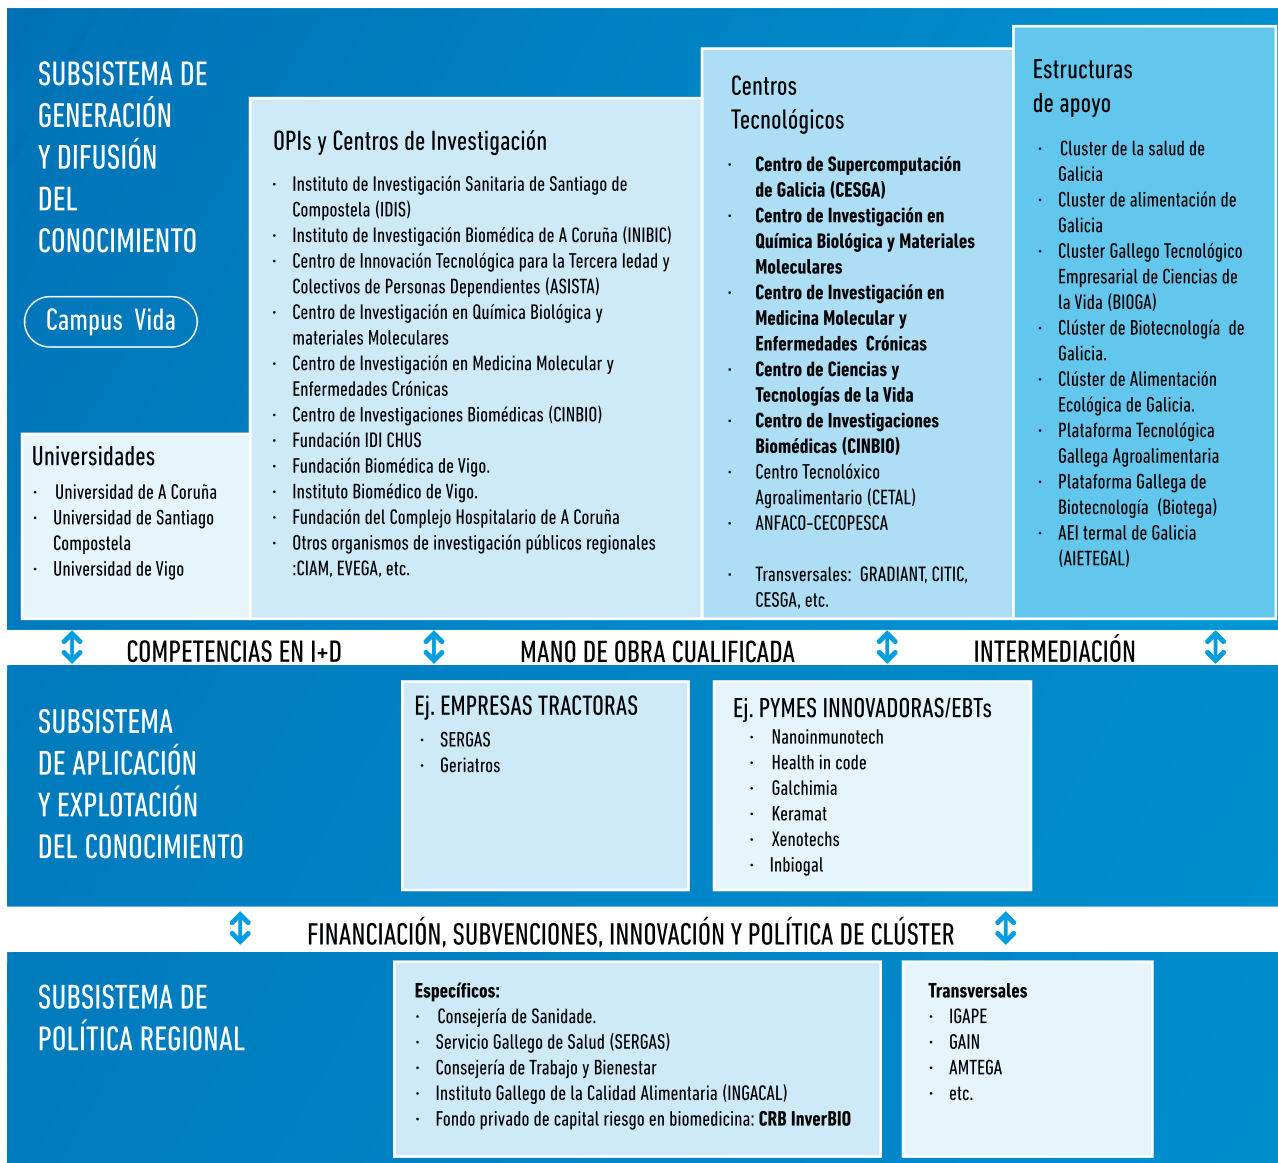 SUBSISTEMA DE
GENERACIÓN
Y DIFUSIÓN
DEL
CONOCIMIENTO
Campus Vida
Universidades
· Universidad de A Coruña
· Universidad de Santiago
Compostela
· Universidad de Vigo
OPIs y Centros de Investigación
· Instituto de Investigación Sanitaria de Santiago de
Compostela (IDIS)
· Instituto de Investigación Biomédica de A Coruña (INIBIC)
· Centro de Innovación Tecnológica para la Tercera Iedad y
Colectivos de Personas Dependientes (ASISTA)
· Centro de Investigación en Química Biológica y
materiales Moleculares
· Centro de Investigación en Medicina Molecular y
Enfermedades Crónicas
· Centro de Investigaciones Biomédicas (CINBIO)
· Fundación IDI CHUS
· Fundación Biomédica de Vigo.
· Instituto Biomédico de Vigo.
· Fundación del Complejo Hospitalario de A Coruña
· Otros organismos de investigación públicos regionales
:CIAM, EVEGA, etc.
Centros
Tecnológicos
· Centro de Supercomputación
de Galicia (CESGA)
· Centro de Investigación en
Química Biológica y Materiales
Moleculares
· Centro de Investigación en
Medicina Molecular y
Enfermedades Crónicas
· Centro de Ciencias y
Tecnologías de la Vida
· Centro de Investigaciones
Biomédicas (CINBIO)
· Centro Tecnolóxico
Agroalimentario (CETAL)
· ANFACO-CECOPESCA
· Transversales: GRADIANT, CITIC,
CESGA, etc.
Estructuras
de apoyo
· Cluster de la salud de
Galicia
· Cluster de alimentación de
Galicia
· Cluster Gallego Tecnológico
Empresarial de Ciencias de
la Vida (BIOGA)
· Clúster de Biotecnología de
Galicia.
· Clúster de Alimentación
Ecológica de Galicia.
· Plataforma Tecnológica
Gallega Agroalimentaria
· Plataforma Gallega de
Biotecnología (Biotega)
· AEI termal de Galicia
(AIETEGAL)
COMPETENCIAS EN I+D
MANO DE OBRA CUALIFICADA
INTERMEDIACIÓN
SUBSISTEMA
DE APLICACIÓN
Y EXPLOTACIÓN
DEL CONOCIMIENTO
Ej. EMPRESAS TRACTORAS
· SERGAS
· Geriatros
Ej. PYMES INNOVADORAS/EBTs
· Nanoinmunotech
· Health in code
· Galchimia
· Keramat
· Xenotechs
· Inbiogal
FINANCIACIÓN, SUBVENCIONES, INNOVACIÓN Y POLÍTICA DE CLÚSTER
SUBSISTEMA DE
POLÍTICA REGIONAL
Específicos:
· Consejería de Sanidade.
· Servicio Gallego de Salud (SERGAS)
· Consejería de Trabajo y Bienestar
· Instituto Gallego de la Calidad Alimentaria (INGACAL)
· Fondo privado de capital riesgo en biomedicina: CRB InverBIO
Transversales
· IGAPE
· GAIN
· AMTEGA
· etc.